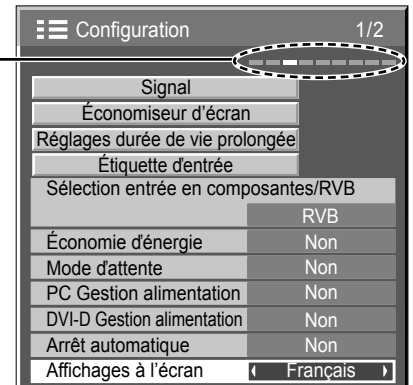 Configuration 1/2
Signal
Économiseur d'écran
Réglages durée de vie prolongée
Étiquette d'entrée
Sélection entrée en composantes/RVB
RVB
Économie d'énergie Non
Mode d'attente Non
PC Gestion alimentation Non
DVI-D Gestion alimentation Non
Arrêt automatique Non
Affichages à l'écran Français